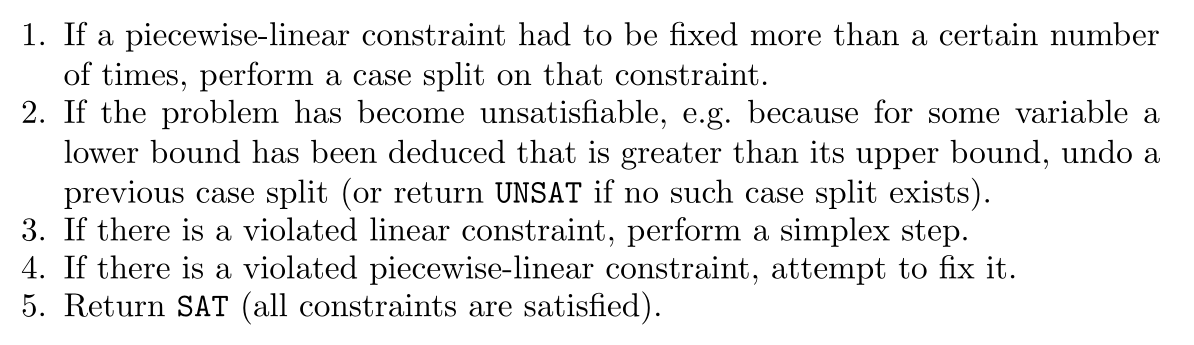 1. If a piecewise-linear constraint had to be fixed more than a certain number
of times, perform a case split on that constraint.
2. If the problem has become unsatisfiable, e.g. because for some variable a
lower bound has been deduced that is greater than its upper bound, undo a
previous case split (or return UNSAT if no such case split exists).
3. If there is a violated linear constraint, perform a simplex step.
4. If there is a violated piecewise-linear constraint, attempt to fix it.
5. Return SAT (all constraints are satisfied).